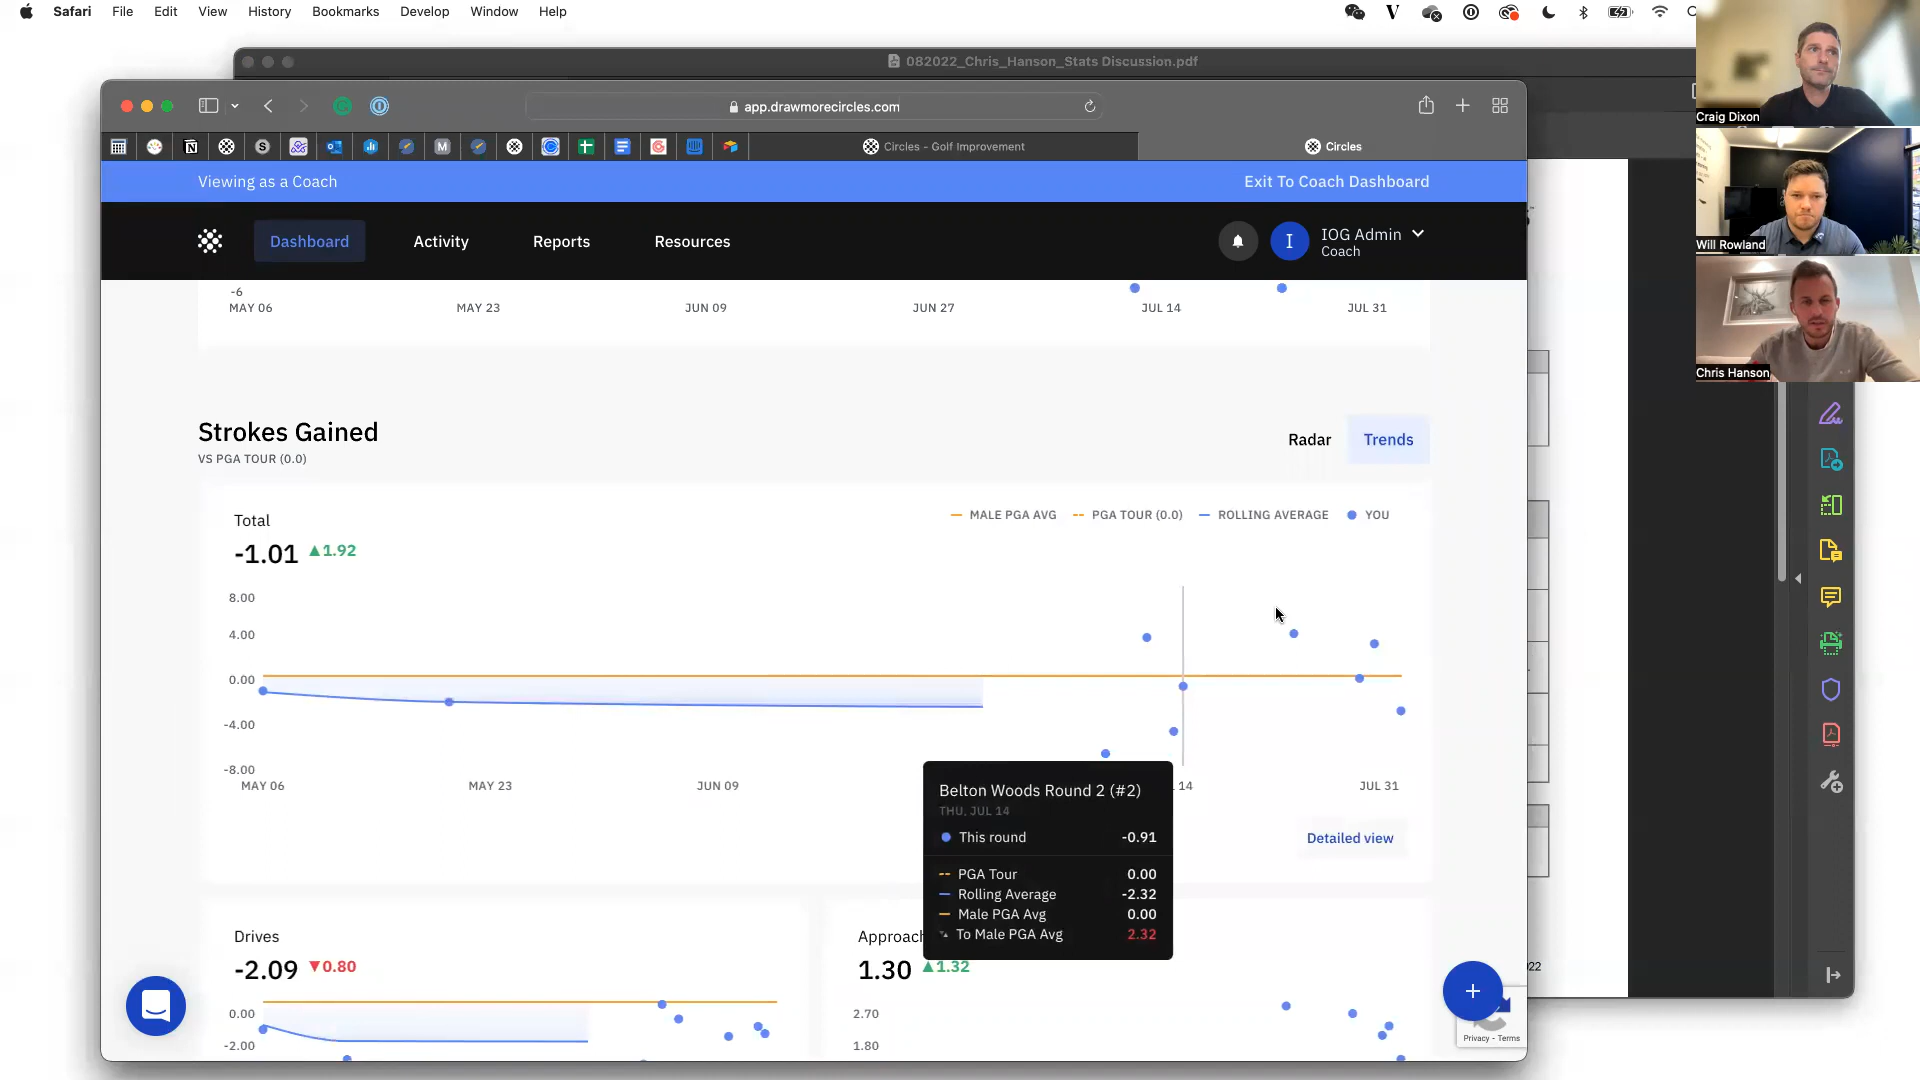 Safari File Edit View History Bookmarks Develop Window Help
082022_Chris_Hanson_Stats Discussion.pdf
app.drawmorecircles.com
Circles - Golf Improvement
Circles
Viewing as a Coach
Exit To Coach Dashboard
Dashboard Activity Reports Resources
I
IOG Admin
Coach
-6
MAY 06 MAY 23 JUN 09 JUN 27 JUL 14 JUL 31
Strokes Gained
VS PGA TOUR (0.0)
Radar Trends
Total
MALE PGA AVG PGA TOUR (0.0) ROLLING AVERAGE YOU
-1.01 ▲1.92
8.00
4.00
0.00
-4.00
-8.00
MAY 06 MAY 23 JUN 09 14 JUL 31
Belton Woods Round 2 (#2)
THU, JUL 14
This round -0.91
PGA Tour 0.00
Rolling Average -2.32
Male PGA Avg 0.00
To Male PGA Avg 2.32
Detailed view
Drives
-2.09 ▼0.80
0.00
-2.00
Approach
1.30 ▲1.32
2.70
1.80
+
Privacy - Terms
022
Craig Dixon
Will Rowland
Chris Hanson